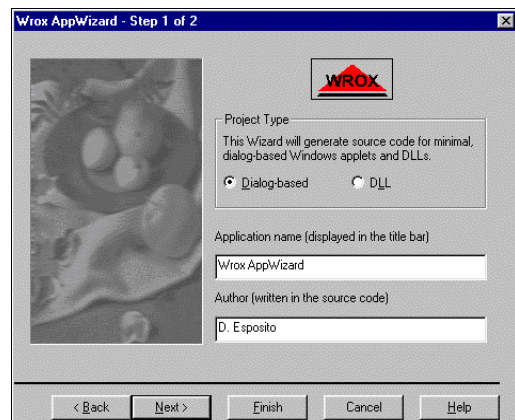 Wrox AppWizard - Step 1 of 2
WROX
Project Type
This Wizard will generate source code for minimal,
dialog-based Windows applets and DLLs.
Dialog-based
DLL
Application name (displayed in the title bar)
Wrox AppWizard
Author (written in the source code)
D. Esposito
< Back
Next >
Finish
Cancel
Help